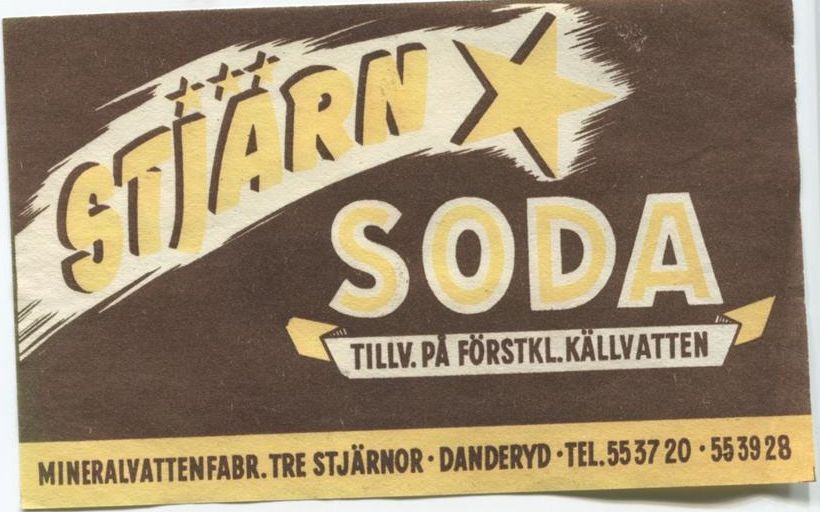 STJÄRN
SODA
TILLV. PÅ FÖRSTKL. KÄLLVATTEN
MINERALVATTENFABR. TRE STJÄRNOR · DANDERYD · TEL. 55 37 20 · 55 39 28